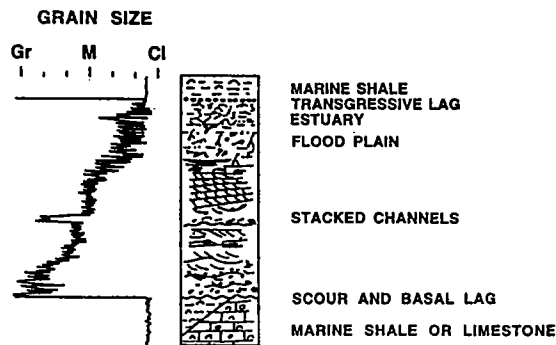 GRAIN SIZE
Gr M Cl
MARINE SHALE
TRANSGRESSIVE LAG
ESTUARY
FLOOD PLAIN
STACKED CHANNELS
SCOUR AND BASAL LAG
MARINE SHALE OR LIMESTONE